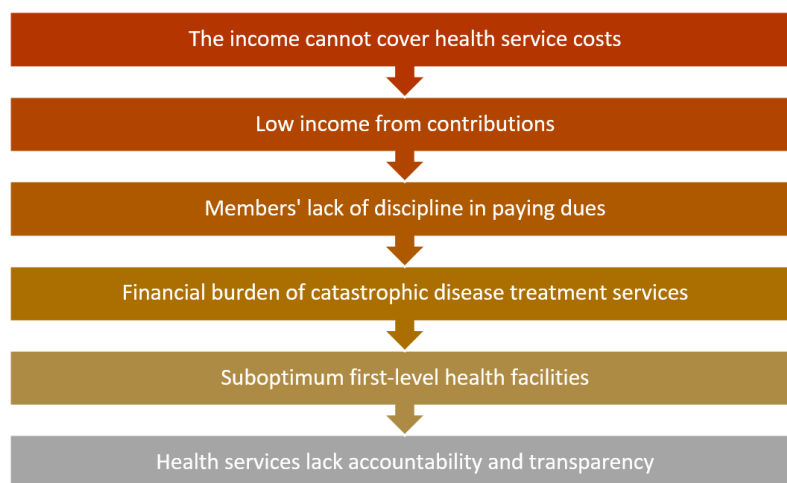 The income cannot cover health service costs
Low income from contributions
Members' lack of discipline in paying dues
Financial burden of catastrophic disease treatment services
Suboptimum first-level health facilities
Health services lack accountability and transparency